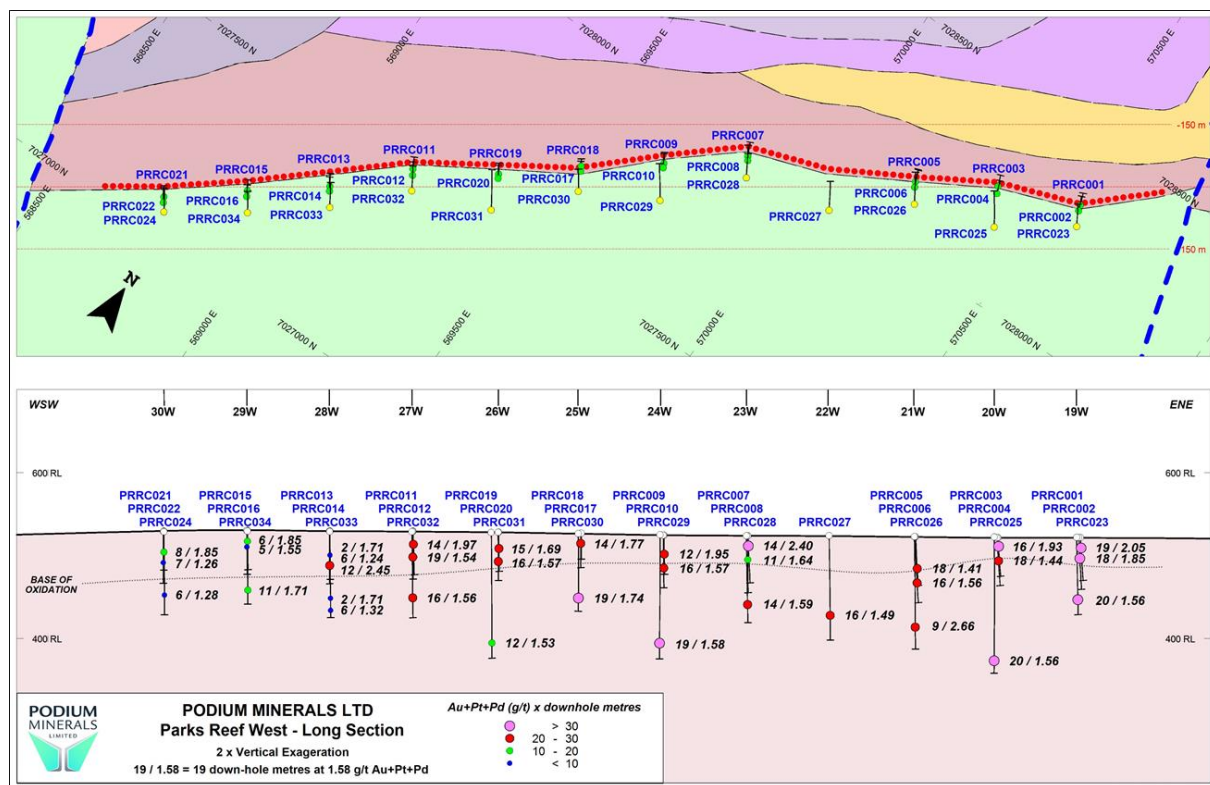 568500 E
7027500 N
569000 E
7028000 N
569500 E
570000 E
7028500 N
570500 E
-150 m
7027000 N
568500 E
PRRC021
PRRC015
PRRC013
PRRC011
PRRC019
PRRC018
PRRC009
PRRC007
PRRC005
PRRC003
PRRC001
PRRC022
PRRC024
PRRC016
PRRC034
PRRC014
PRRC033
PRRC012
PRRC032
PRRC020
PRRC031
PRRC017
PRRC030
PRRC010
PRRC029
PRRC008
PRRC028
PRRC027
PRRC006
PRRC026
PRRC004
PRRC025
PRRC002
PRRC023
7028500 N
150 m
N
569000 E
7027000 N
569500 E
7027500 N
570000 E
570500 E
7028000 N
WSW
30W 29W 28W 27W 26W 25W 24W 23W 22W 21W 20W 19W
ENE
600 RL
600 RL
PRRC021 PRRC015 PRRC013 PRRC011 PRRC019 PRRC018 PRRC009 PRRC007 PRRC005 PRRC003 PRRC001
PRRC022 PRRC016 PRRC014 PRRC012 PRRC020 PRRC017 PRRC010 PRRC008 PRRC006 PRRC004 PRRC002
PRRC024 PRRC034 PRRC033 PRRC032 PRRC031 PRRC030 PRRC029 PRRC028 PRRC027 PRRC026 PRRC025 PRRC023
8 / 1.85
7 / 1.26
6 / 1.28
6 / 1.85
5 / 1.55
11 / 1.71
2 / 1.71
6 / 1.24
12 / 2.45
2 / 1.71
6 / 1.32
14 / 1.97
19 / 1.54
16 / 1.56
15 / 1.69
16 / 1.57
12 / 1.53
14 / 1.77
19 / 1.74
12 / 1.95
16 / 1.57
19 / 1.58
14 / 2.40
11 / 1.64
14 / 1.59
16 / 1.49
18 / 1.41
16 / 1.56
9 / 2.66
16 / 1.93
18 / 1.44
20 / 1.56
19 / 2.05
18 / 1.85
20 / 1.56
BASE OF
OXIDATION
400 RL
400 RL
PODIUM
MINERALS
LIMITED
PODIUM MINERALS LTD
Parks Reef West - Long Section
2 x Vertical Exageration
19 / 1.58 = 19 down-hole metres at 1.58 g/t Au+Pt+Pd
Au+Pt+Pd (g/t) x downhole metres
> 30
20 - 30
10 - 20
< 10